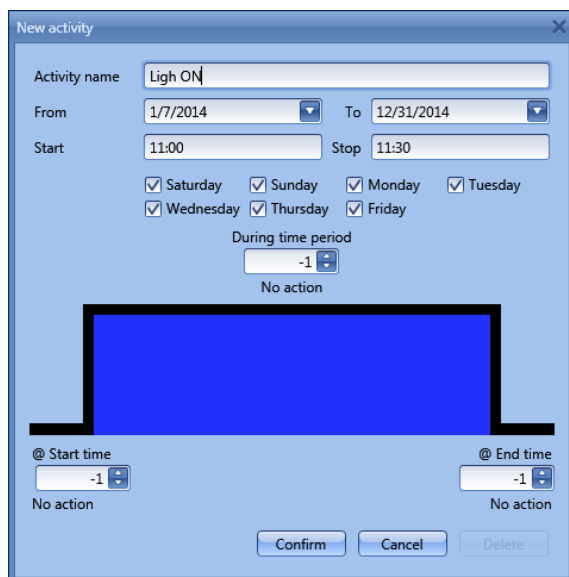 New activity
Activity name Ligh ON
From 1/7/2014 To 12/31/2014
Start 11:00 Stop 11:30
Saturday Sunday Monday Tuesday
Wednesday Thursday Friday
During time period
-1
No action
@ Start time @ End time
-1 -1
No action No action
Confirm Cancel Delete